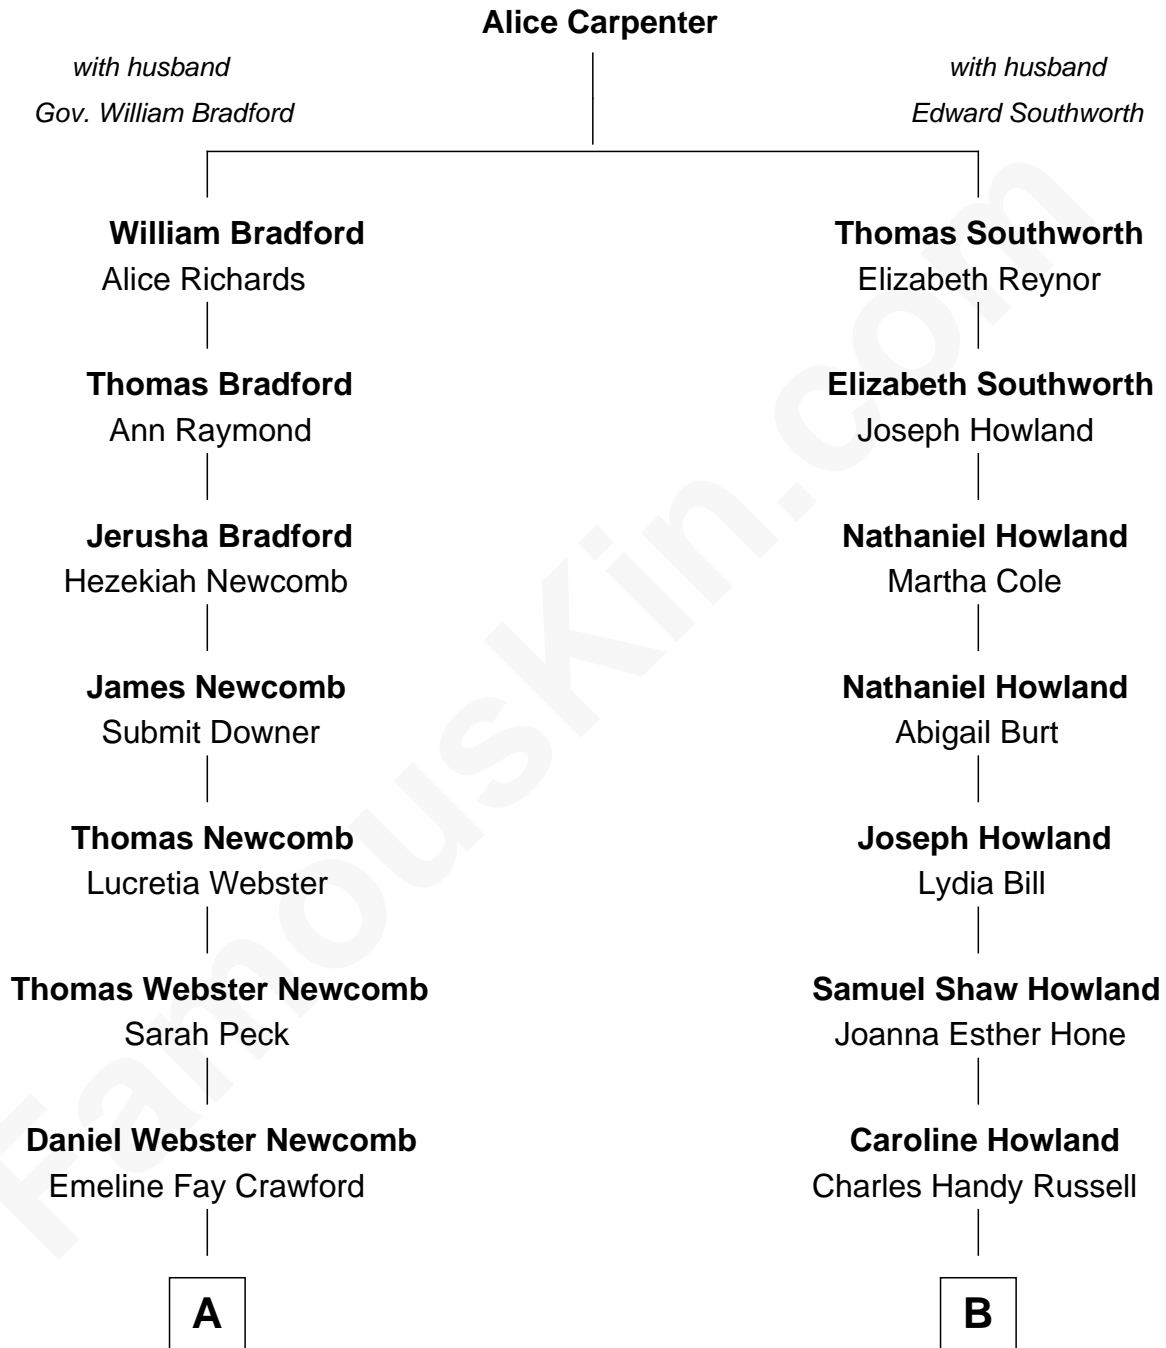 Alice Carpenter
with husband
Gov. William Bradford
with husband
Edward Southworth
William Bradford
Alice Richards
Thomas Southworth
Elizabeth Reynor
Thomas Bradford
Ann Raymond
Elizabeth Southworth
Joseph Howland
Jerusha Bradford
Hezekiah Newcomb
Nathaniel Howland
Martha Cole
James Newcomb
Submit Downer
Nathaniel Howland
Abigail Burt
Thomas Newcomb
Lucretia Webster
Joseph Howland
Lydia Bill
Thomas Webster Newcomb
Sarah Peck
Samuel Shaw Howland
Joanna Esther Hone
Daniel Webster Newcomb
Emeline Fay Crawford
Caroline Howland
Charles Handy Russell
A
B
FamousKin.com